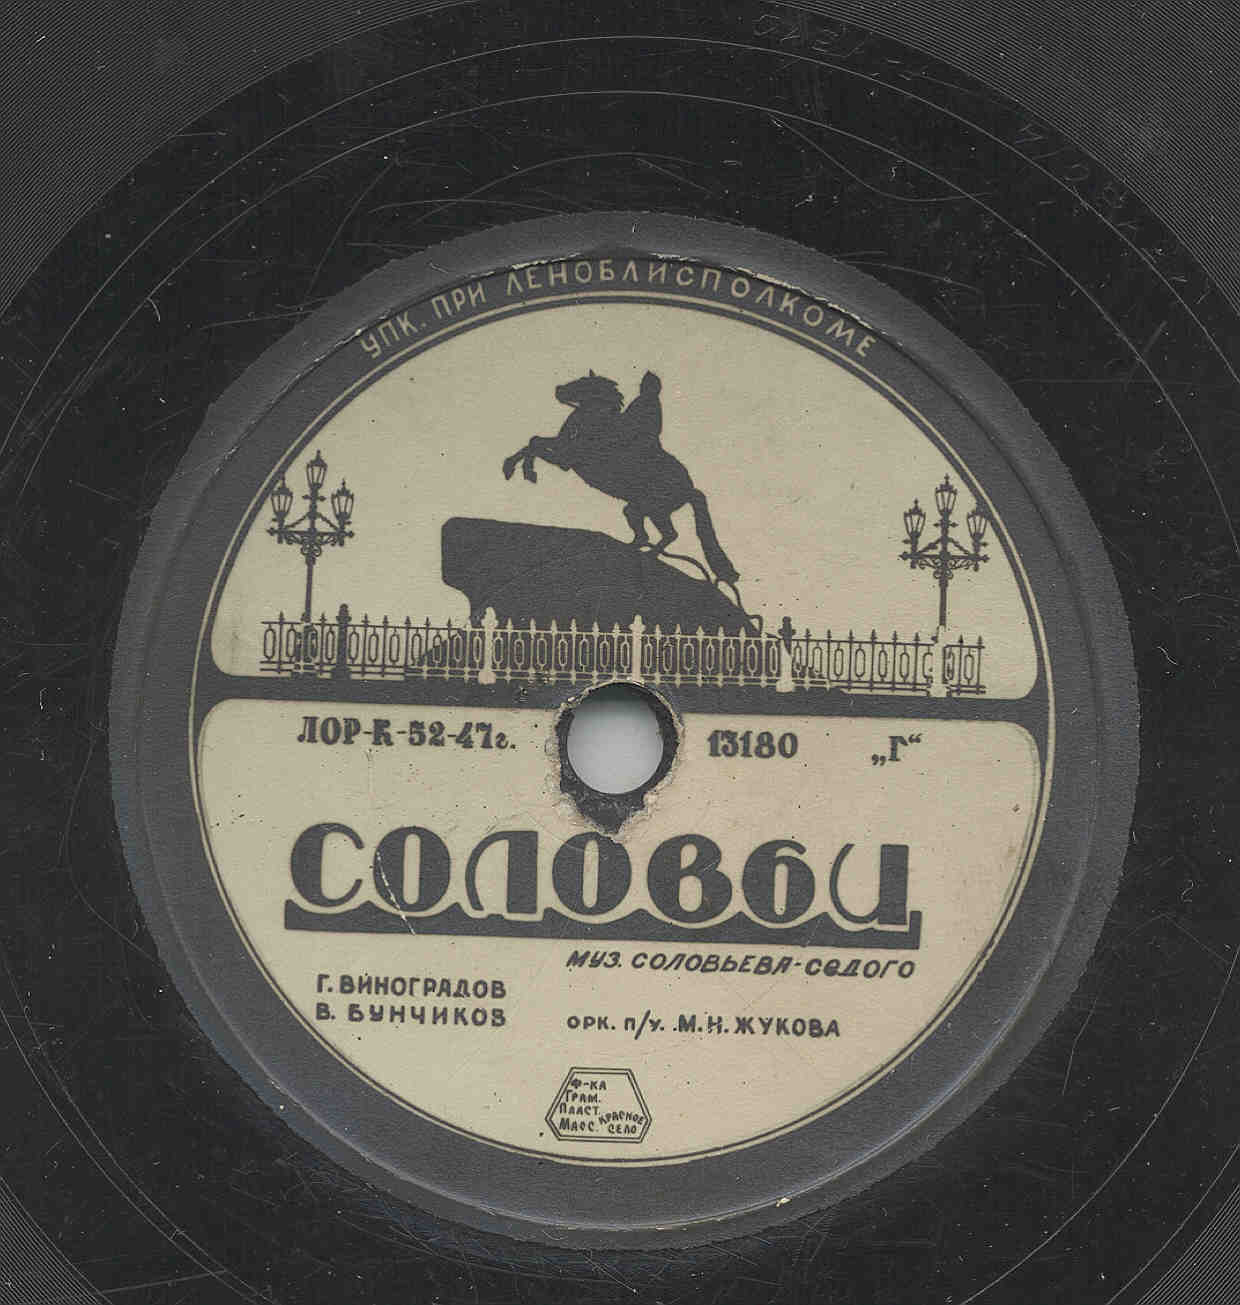 УПК. ПРИ ЛЕНОБЛИСПОЛКОМЕ
ЛОР-К-52-47г. 13180 „Г“
СОЛОВЬИ
МУЗ. СОЛОВЬЕВА-СЕДОГО
Г. ВИНОГРАДОВ
В. БУНЧИКОВ
ОРК. П/У. М.Н. ЖУКОВА
Ф-КА
ГРАМ.
ПЛАСТ.
МАСС. КРАСНОЕ
СЕЛО